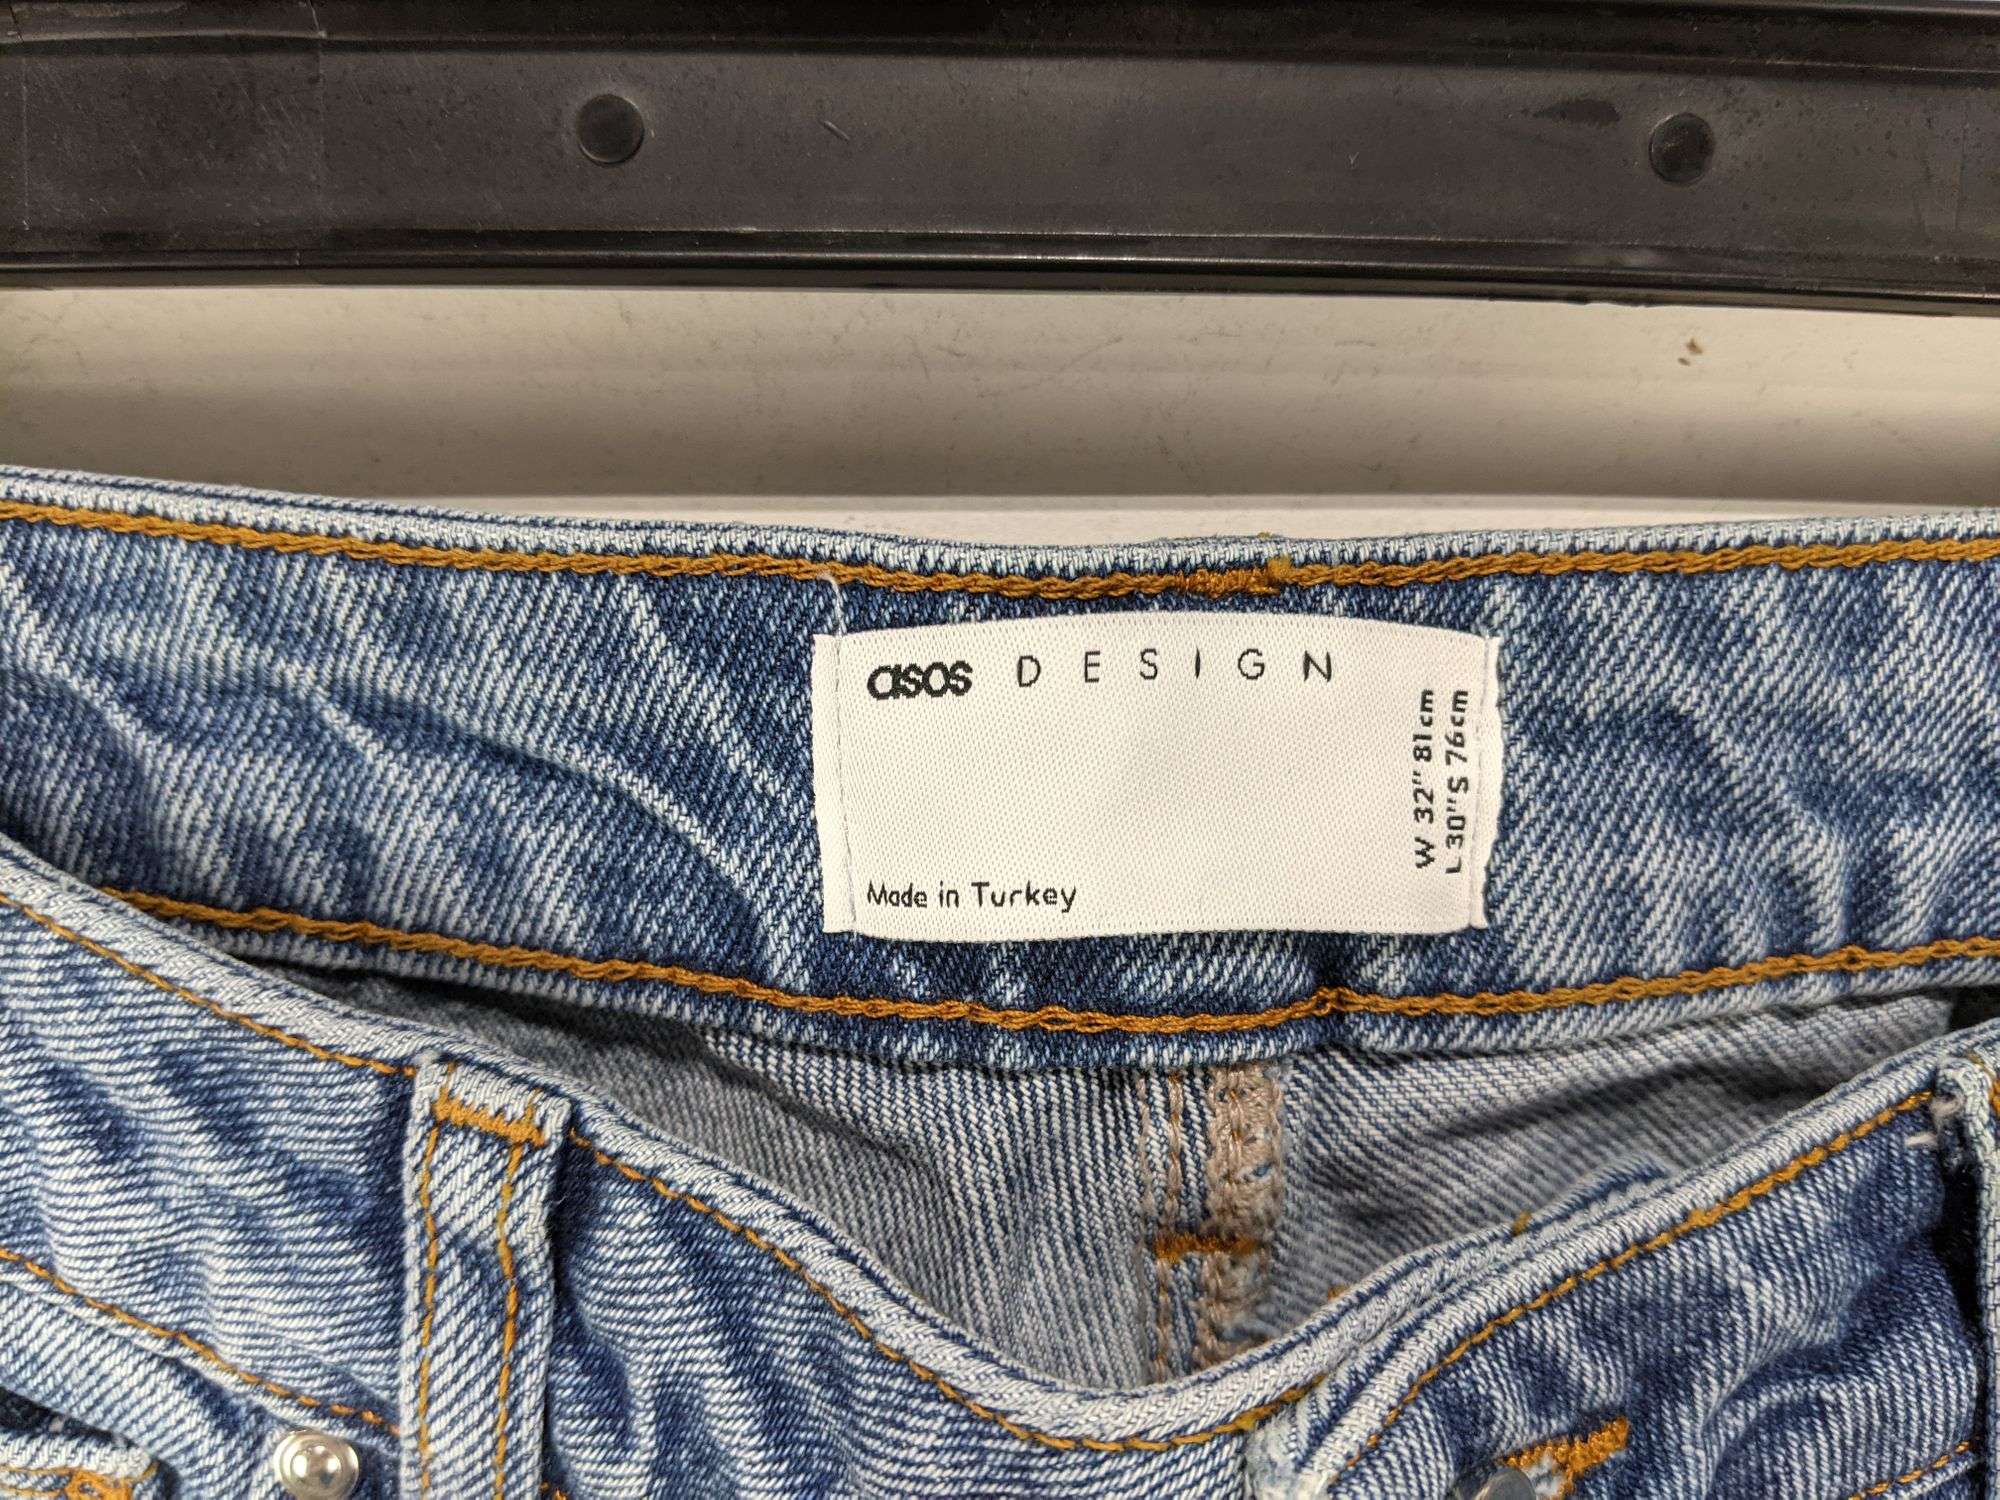 asos DESIGN
W 32" 81cm
L 30"S 76cm
Made in Turkey